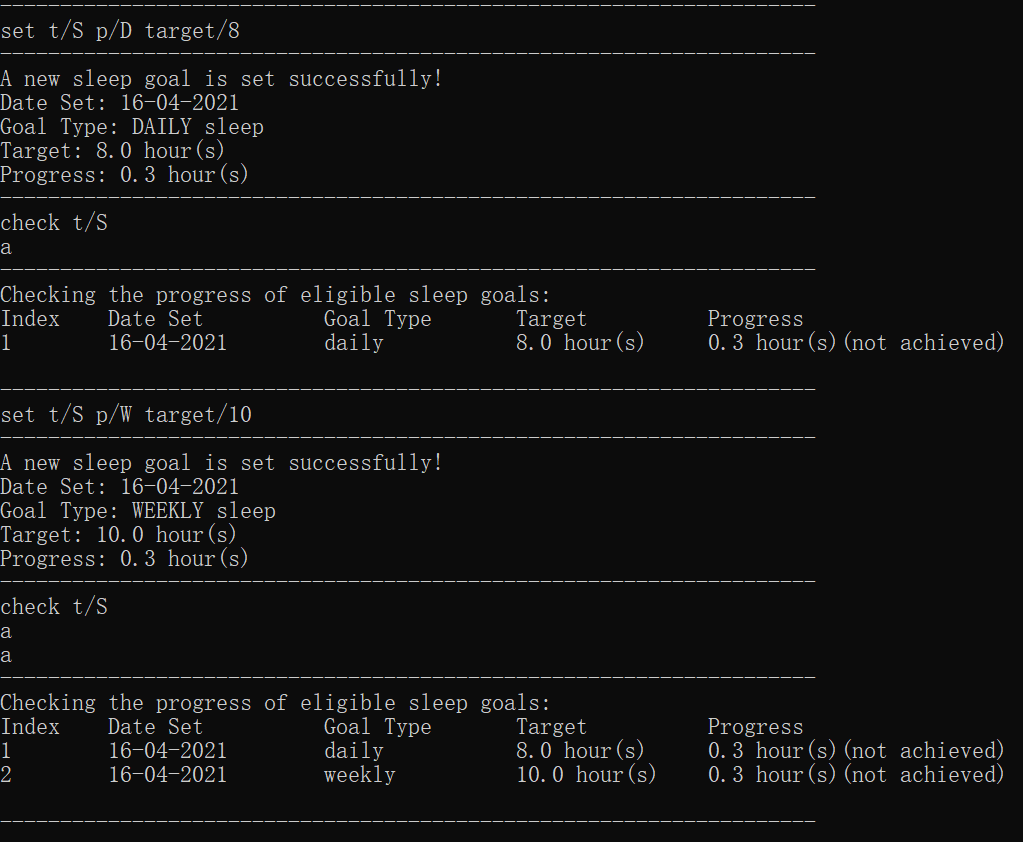 --------------------------------------------------------------------
set t/S p/D target/8
--------------------------------------------------------------------
A new sleep goal is set successfully!
Date Set: 16-04-2021
Goal Type: DAILY sleep
Target: 8.0 hour(s)
Progress: 0.3 hour(s)
--------------------------------------------------------------------
check t/S
a
--------------------------------------------------------------------
Checking the progress of eligible sleep goals:
Index    Date Set          Goal Type       Target          Progress
1        16-04-2021        daily           8.0 hour(s)     0.3 hour(s)(not achieved)
--------------------------------------------------------------------
set t/S p/W target/10
--------------------------------------------------------------------
A new sleep goal is set successfully!
Date Set: 16-04-2021
Goal Type: WEEKLY sleep
Target: 10.0 hour(s)
Progress: 0.3 hour(s)
--------------------------------------------------------------------
check t/S
a
a
--------------------------------------------------------------------
Checking the progress of eligible sleep goals:
Index    Date Set          Goal Type       Target          Progress
1        16-04-2021        daily           8.0 hour(s)     0.3 hour(s)(not achieved)
2        16-04-2021        weekly          10.0 hour(s)    0.3 hour(s)(not achieved)
--------------------------------------------------------------------